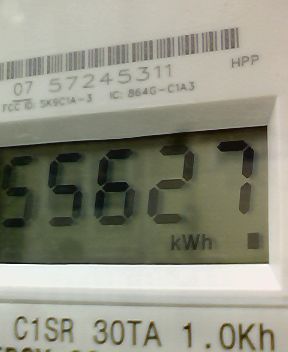 07 57245311
HPP
FCC ID: SK9C1A-3 IC: 864G-C1A3
55627
kWh
C1SR 30TA 1.0Kh